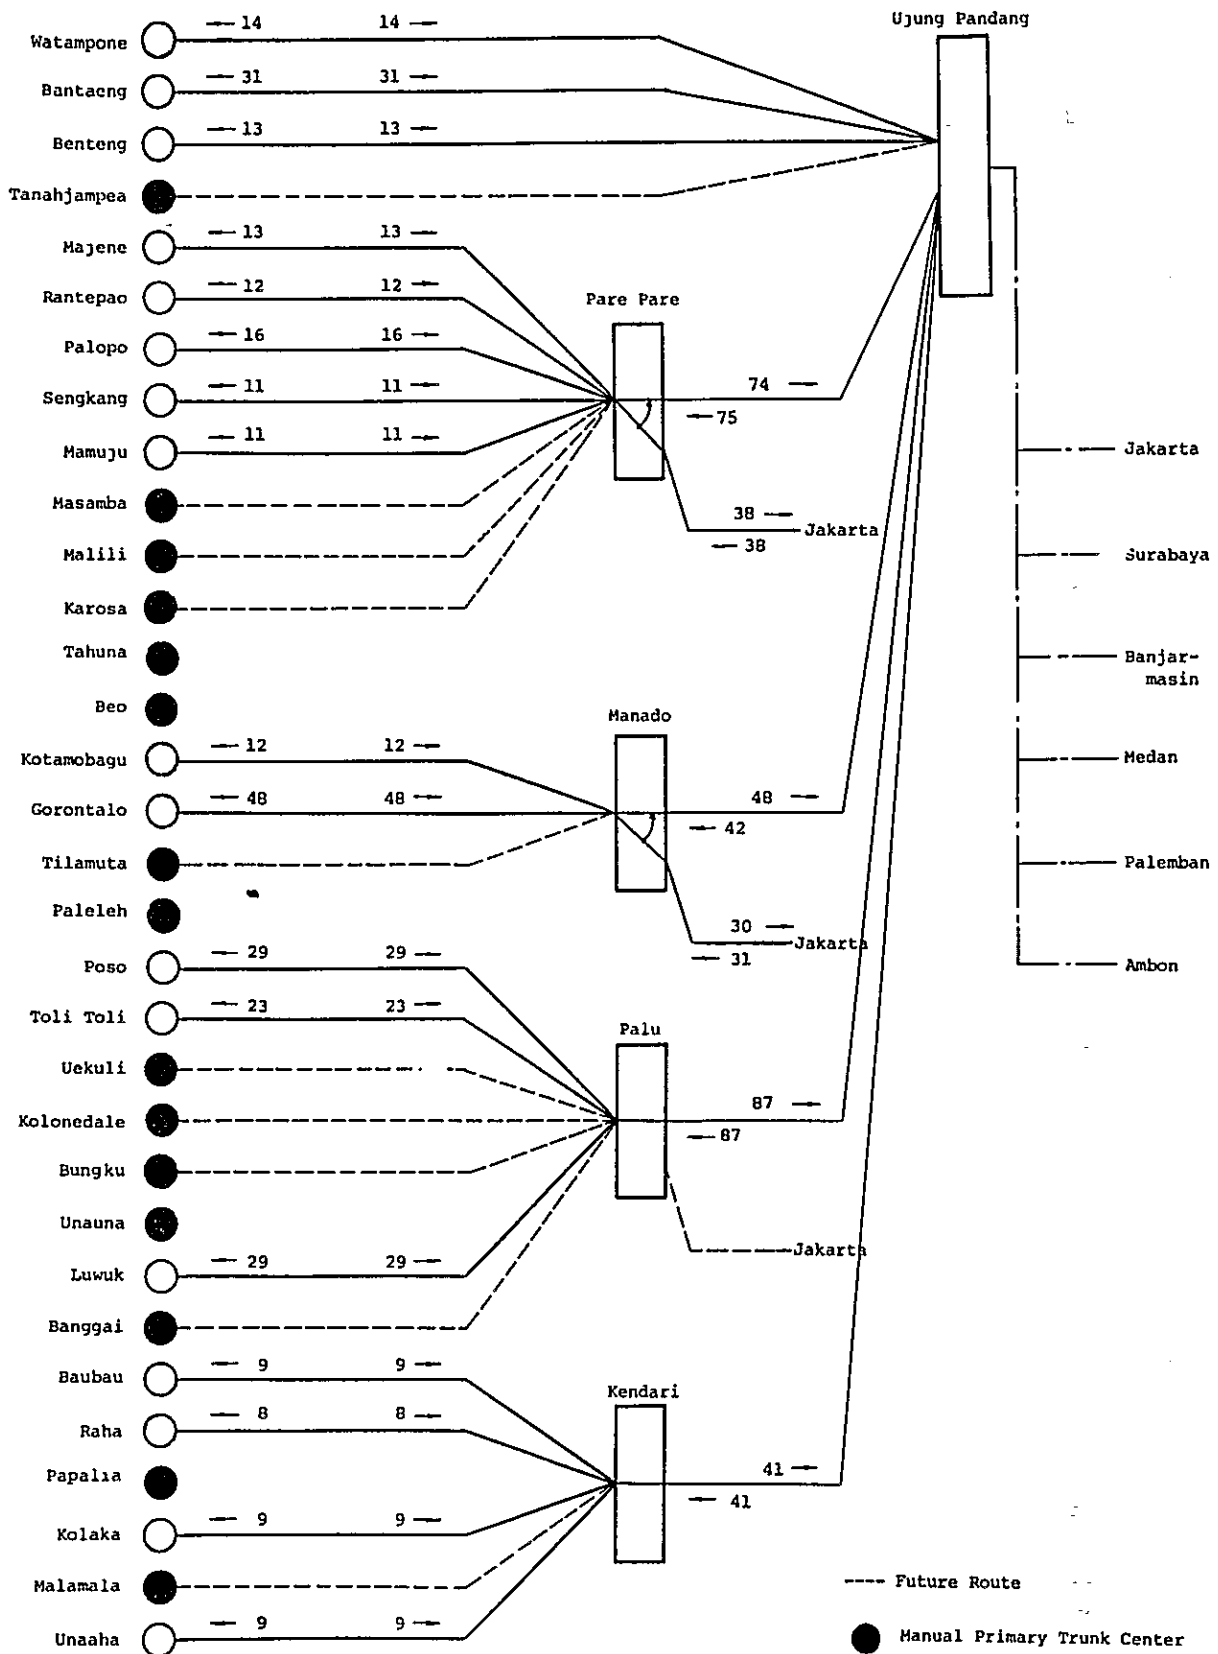 Ujung Pandang
Watampone 14 14
Bantaeng 31 31
Benteng 13 13
Tanahjampea
Majene 13 13
Rantepao 12 12
Pare Pare
Palopo 16 16
Sengkang 11 11 74
75
Mamuju 11 11
Jakarta
Masamba
38 Jakarta
38
Malili
Surabaya
Karosa
Tahuna
Banjar-
masin
Beo
Manado
Kotamobagu 12 12
Medan
Gorontalo 48 48 48
42
Tilamuta
Palemban
Paleleh
30 Jakarta
31
Poso 29 29
Ambon
Toli Toli 23 23
Palu
Uekuli
Kolonedale 87
87
Bungku
Unauna
Jakarta
Luwuk 29 29
Banggai
Baubau 9 9
Kendari
Raha 8 8
Papalia 41
41
Kolaka 9 9
Malamala
---- Future Route
Unaaha 9 9
Manual Primary Trunk Center